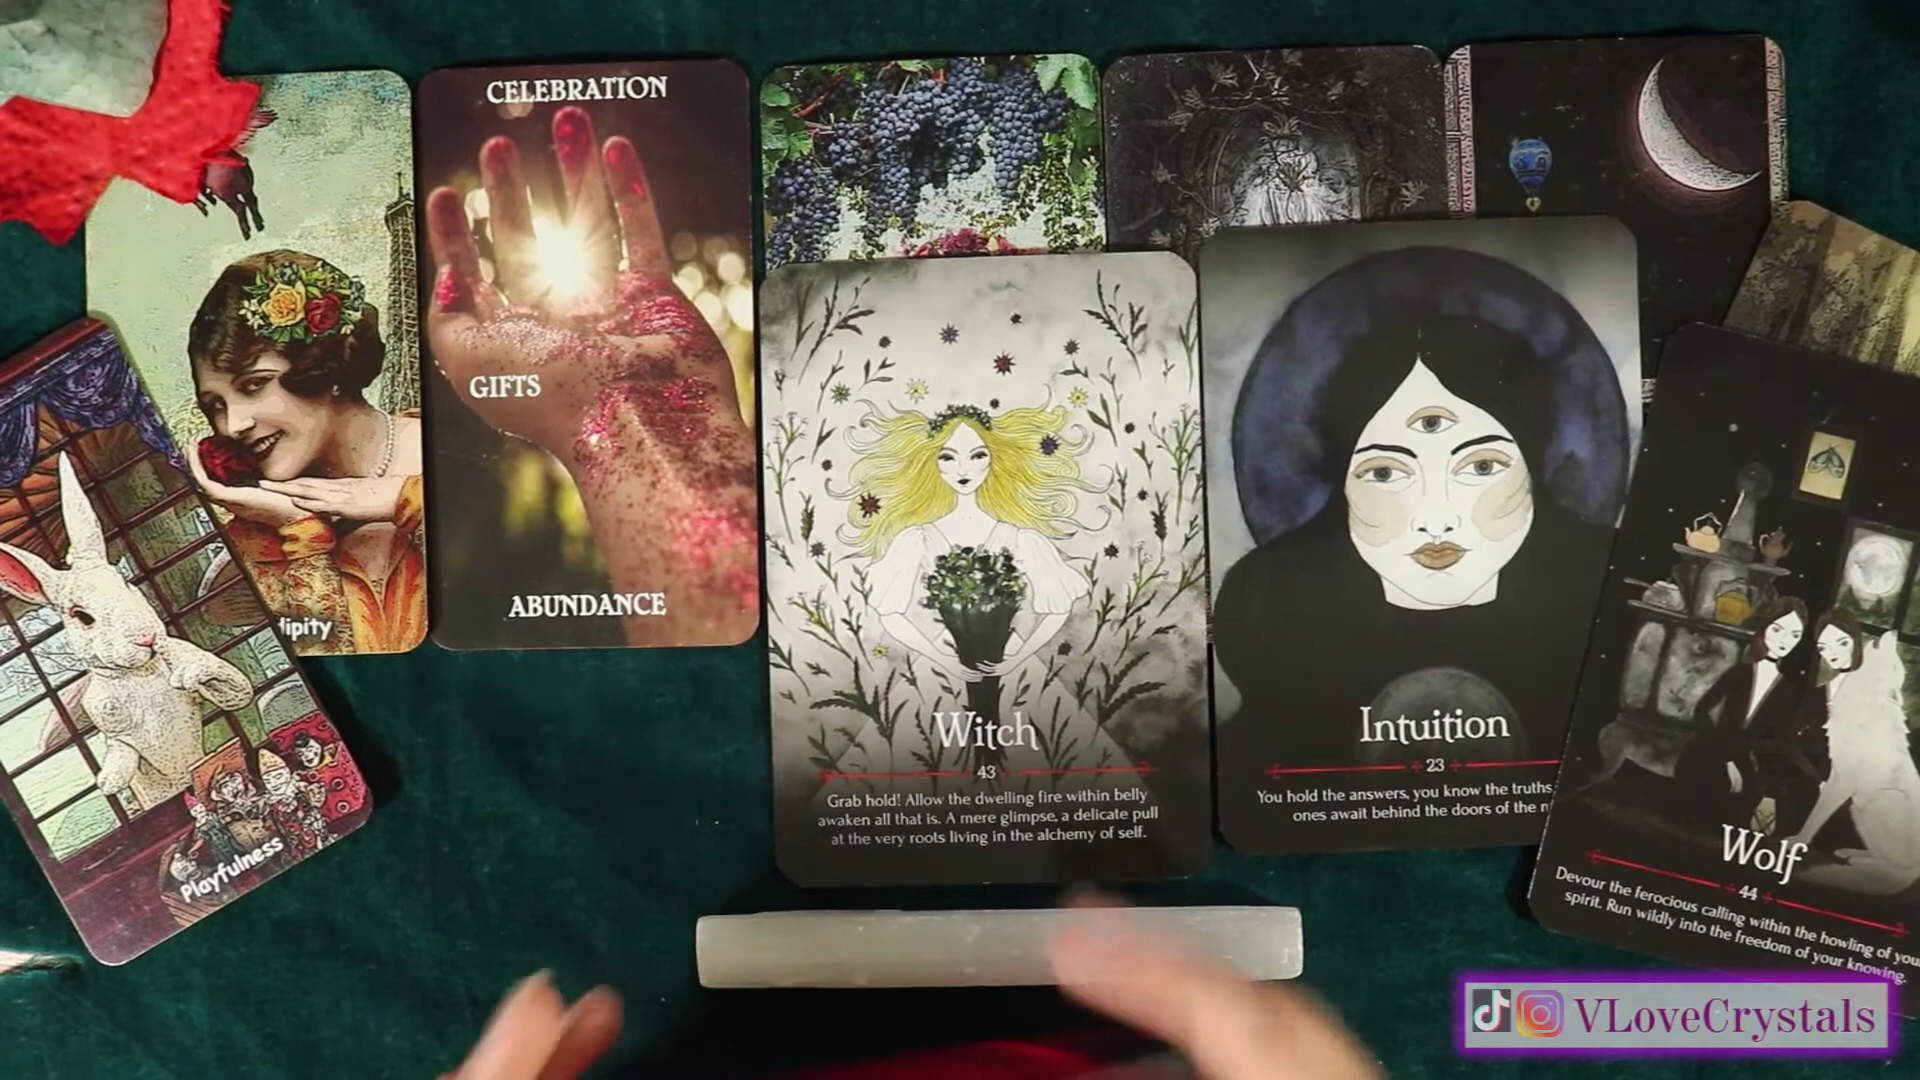 CELEBRATION
GIFTS
ABUNDANCE
Playfulness
Witch
43
Grab hold! Allow the dwelling fire within belly
awaken all that is. A mere glimpse, a delicate pull
at the very roots living in the alchemy of self.
Intuition
23
You hold the answers, you know the truths
ones await behind the doors of the
Wolf
44
Devour the ferocious calling within the howling of
spirit. Run wildly into the freedom of your knowing.
VLoveCrystals